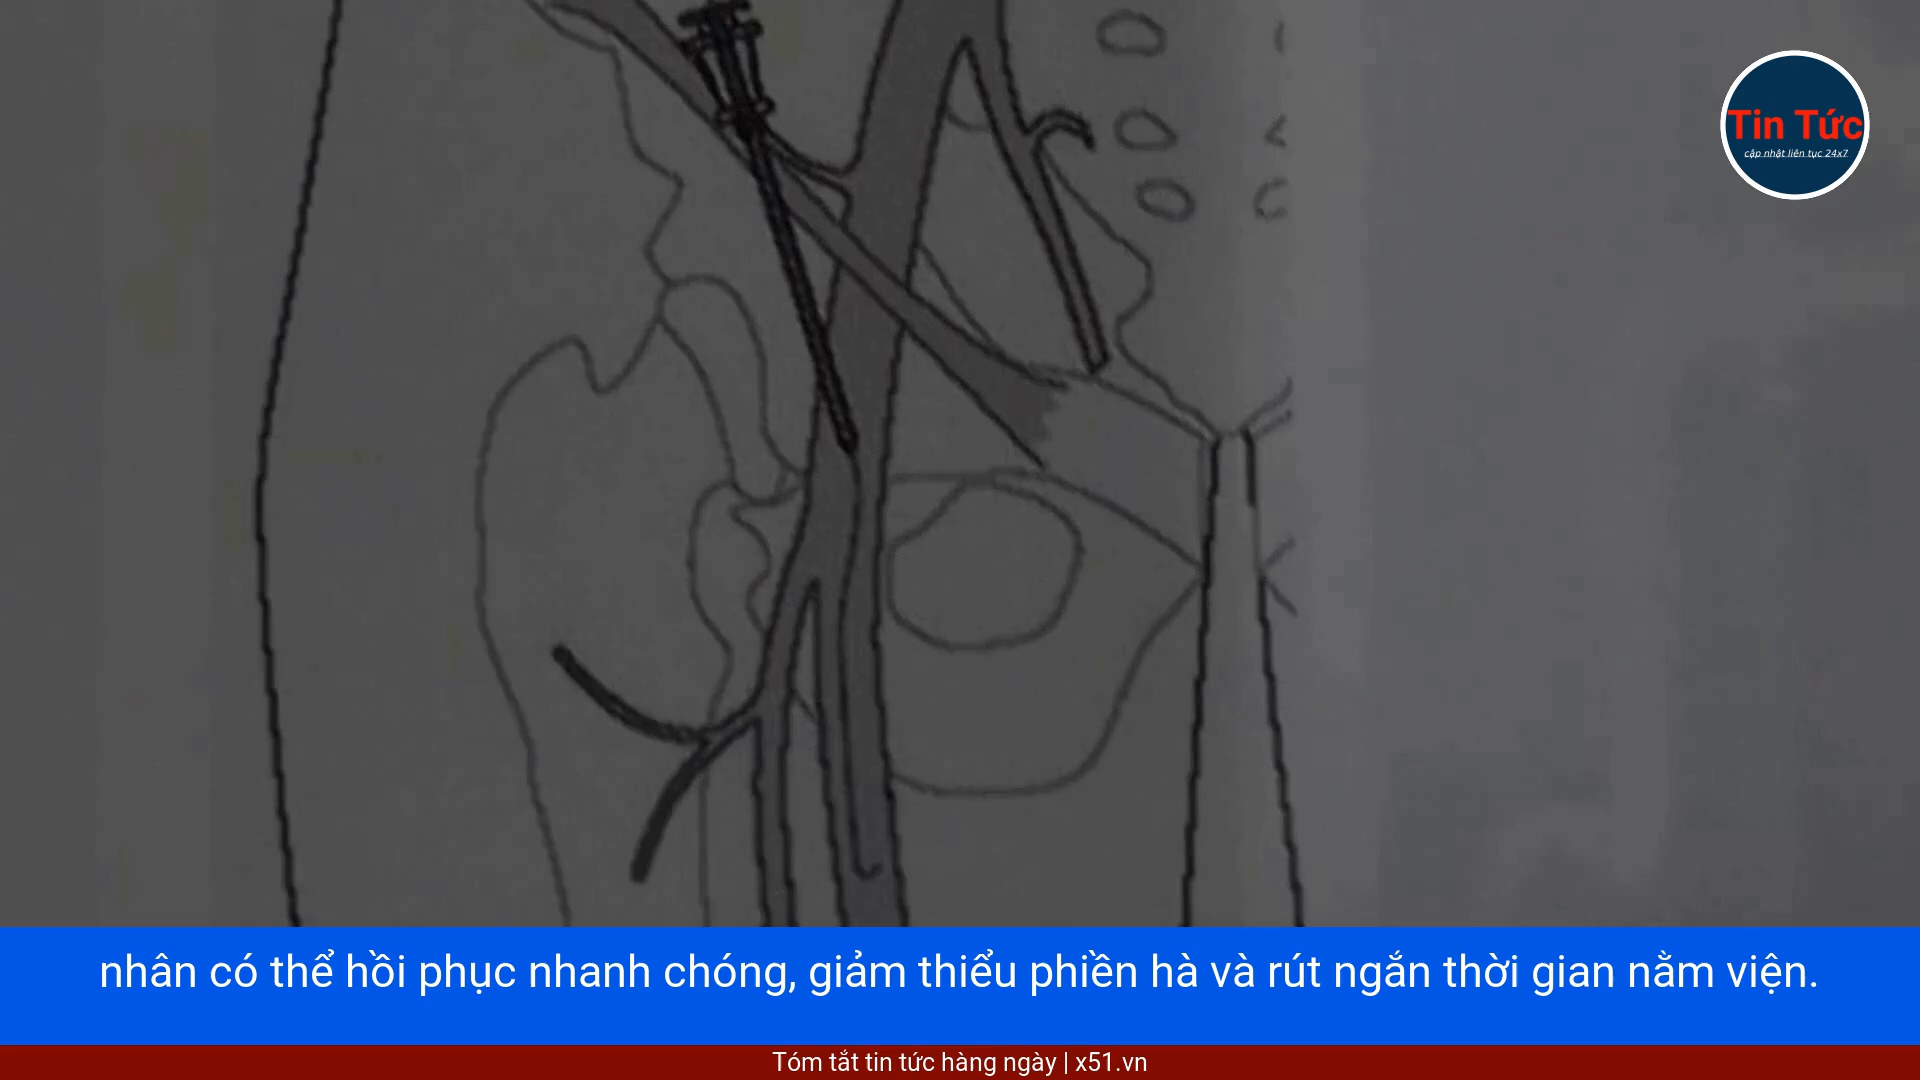 Tin Tức
cập nhật liên tục 24x7
nhân có thể hồi phục nhanh chóng, giảm thiểu phiền hà và rút ngắn thời gian nằm viện.
Tóm tắt tin tức hàng ngày | x51.vn